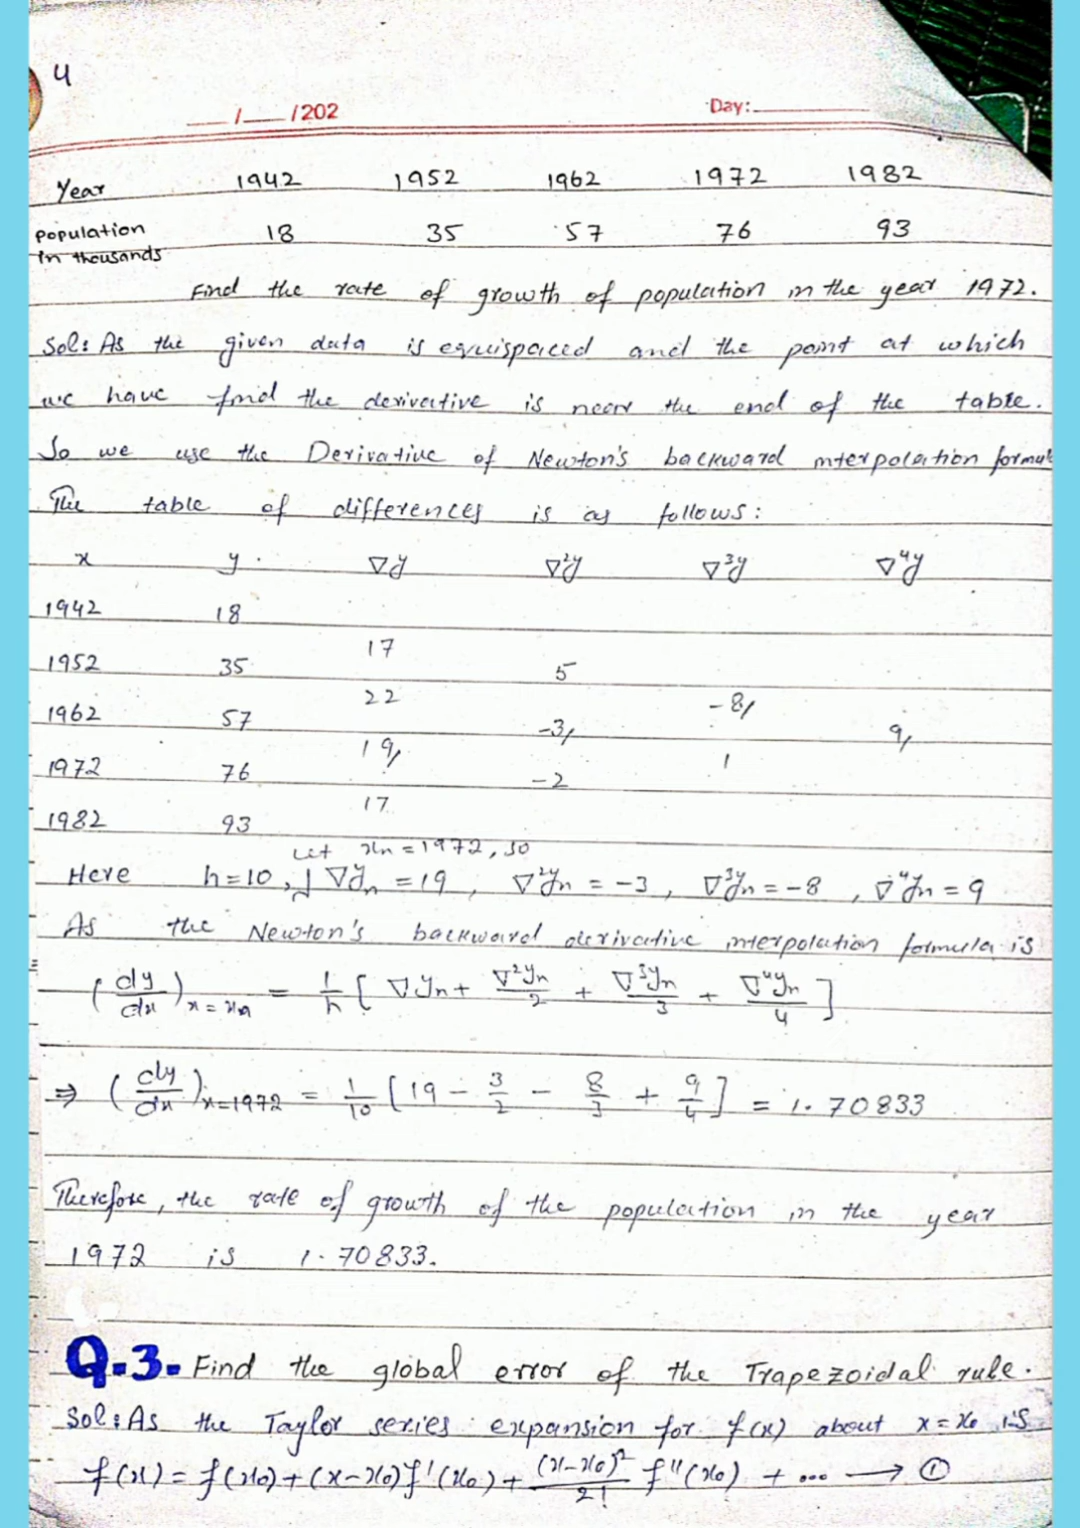 4
/ /202 Day:
Year 1942 1952 1962 1972 1982
population 18 35 57 76 93
in thousands
Find the rate of growth of population in the year 1972.
Sol: As the given data is equispaced and the point at which
we have find the derivative is near the end of the table.
So we use the Derivative of Newton's backward interpolation formul
The table of differences is as follows:
x y ∇y ∇²y ∇³y ∇⁴y
1942 18
17
1952 35 5
22 -8
1962 57 -3 9
19 1
1972 76 -2
17
1982 93
Let xn = 1972, so
Here h=10, ∇yn = 19, ∇²yn = -3, ∇³yn = -8, ∇⁴yn = 9
As the Newton's backward derivative interpolation formula is
(dy/dx)x=xn = 1/h [∇yn + ∇²yn/2 + ∇³yn/3 + ∇⁴yn/4]
⇒ (dy/dx)x=1972 = 1/10 [19 - 3/2 - 8/3 + 9/4] = 1.70833
Therefore, the rate of growth of the population in the year
1972 is 1.70833.
Q.3. Find the global error of the Trapezoidal rule.
Sol: As the Taylor series expansion for f(x) about x=x₀ is
f(x) = f(x₀) + (x-x₀)f'(x₀) + (x-x₀)²/2! f''(x₀) + ... → ①